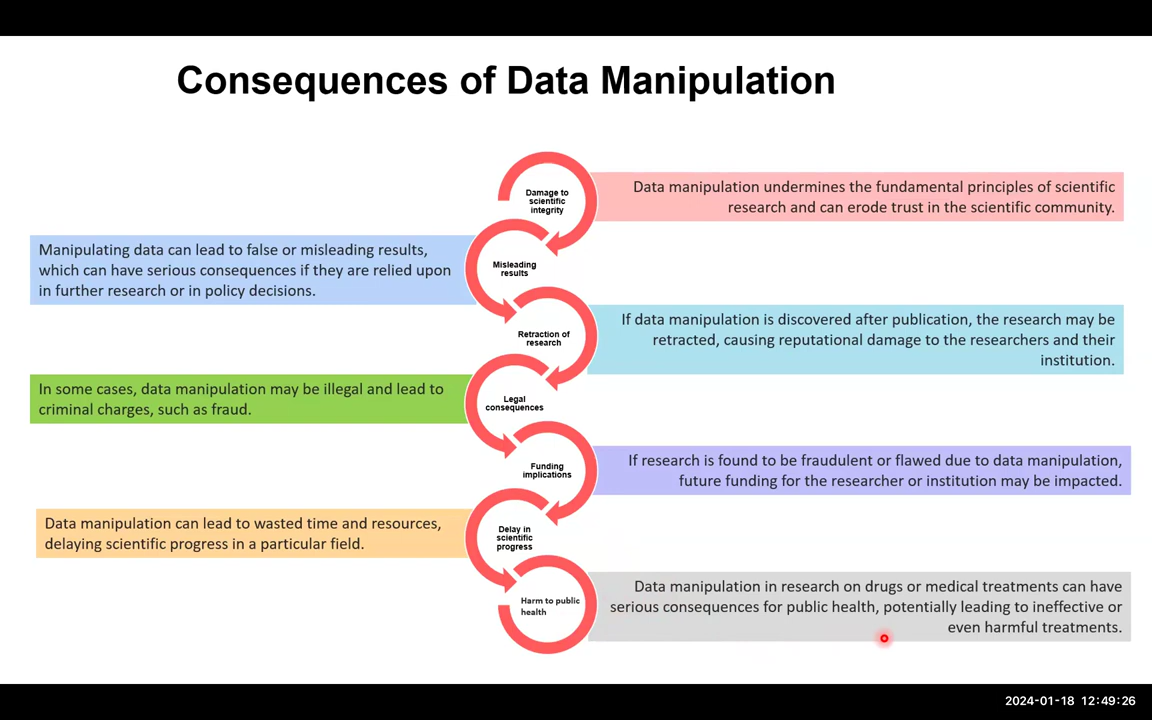 Consequences of Data Manipulation
Damage to
scientific
integrity
Data manipulation undermines the fundamental principles of scientific
research and can erode trust in the scientific community.
Manipulating data can lead to false or misleading results,
which can have serious consequences if they are relied upon
in further research or in policy decisions.
Misleading
results
Retraction of
research
If data manipulation is discovered after publication, the research may be
retracted, causing reputational damage to the researchers and their
institution.
In some cases, data manipulation may be illegal and lead to
criminal charges, such as fraud.
Legal
consequences
Funding
implications
If research is found to be fraudulent or flawed due to data manipulation,
future funding for the researcher or institution may be impacted.
Data manipulation can lead to wasted time and resources,
delaying scientific progress in a particular field.
Delay in
scientific
progress
Harm to public
health
Data manipulation in research on drugs or medical treatments can have
serious consequences for public health, potentially leading to ineffective or
even harmful treatments.
2024-01-18 12:49:26